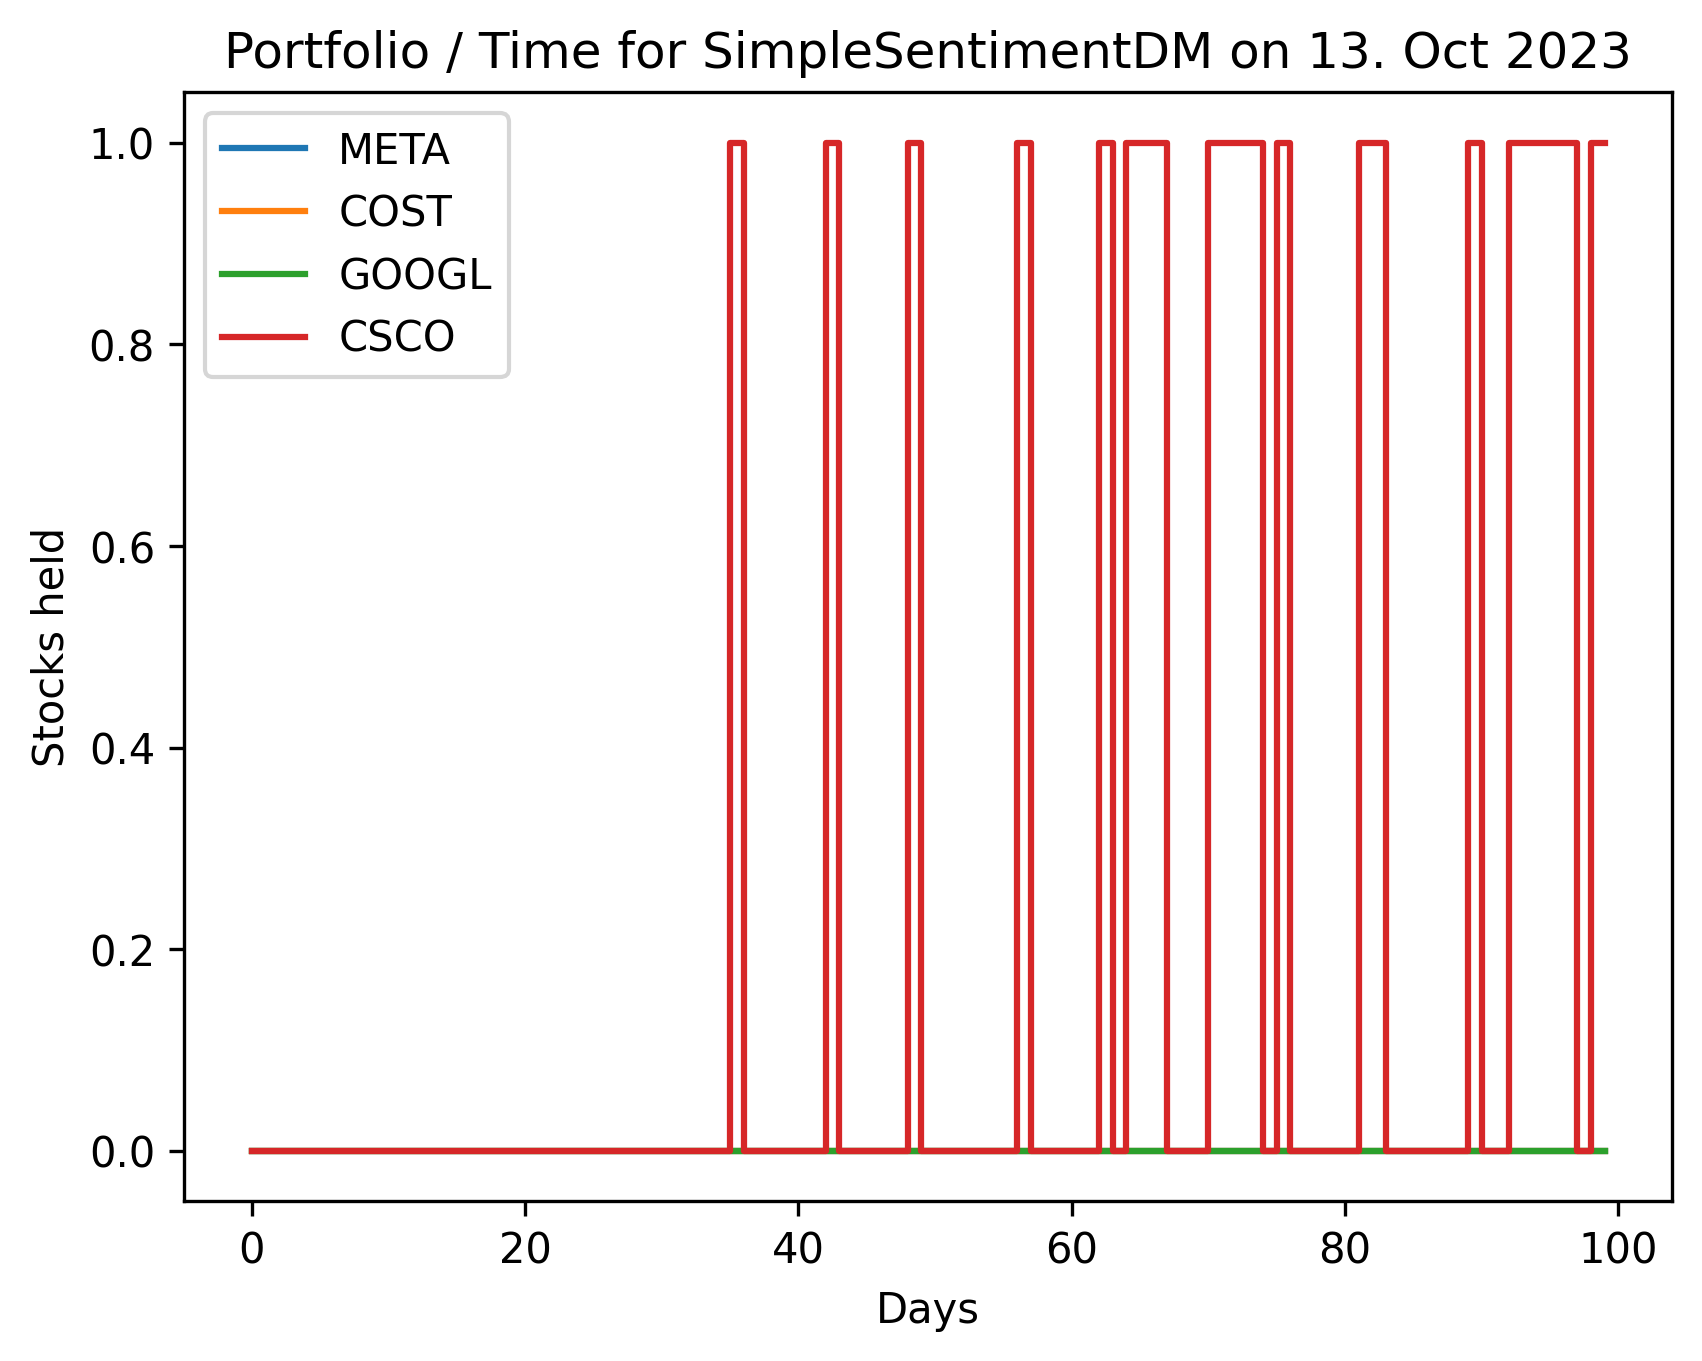 Portfolio / Time for SimpleSentimentDM on 13. Oct 2023
META
COST
GOOGL
CSCO
1.0
0.8
0.6
0.4
0.2
0.0
Stocks held
0 20 40 60 80 100
Days